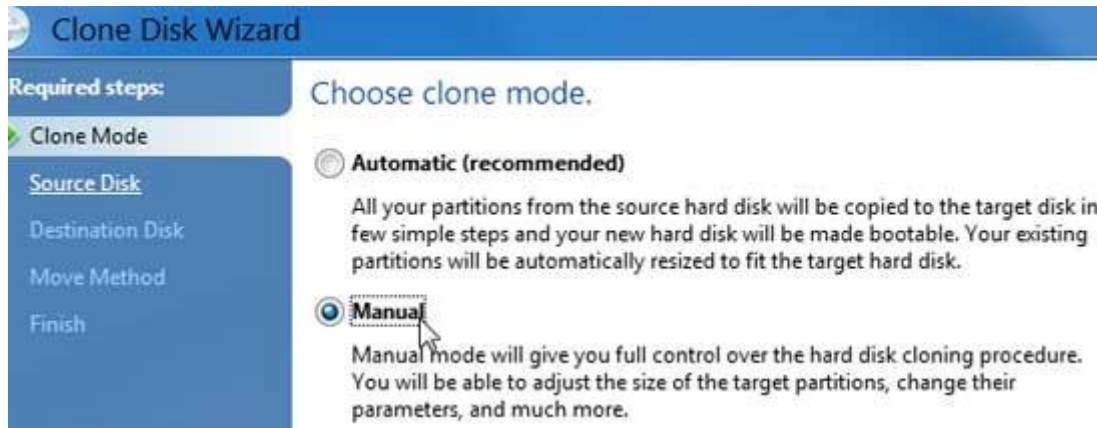 Clone Disk Wizard
Required steps:
Clone Mode
Source Disk
Destination Disk
Move Method
Finish
Choose clone mode.
Automatic (recommended)
All your partitions from the source hard disk will be copied to the target disk in
few simple steps and your new hard disk will be made bootable. Your existing
partitions will be automatically resized to fit the target hard disk.
Manual
Manual mode will give you full control over the hard disk cloning procedure.
You will be able to adjust the size of the target partitions, change their
parameters, and much more.